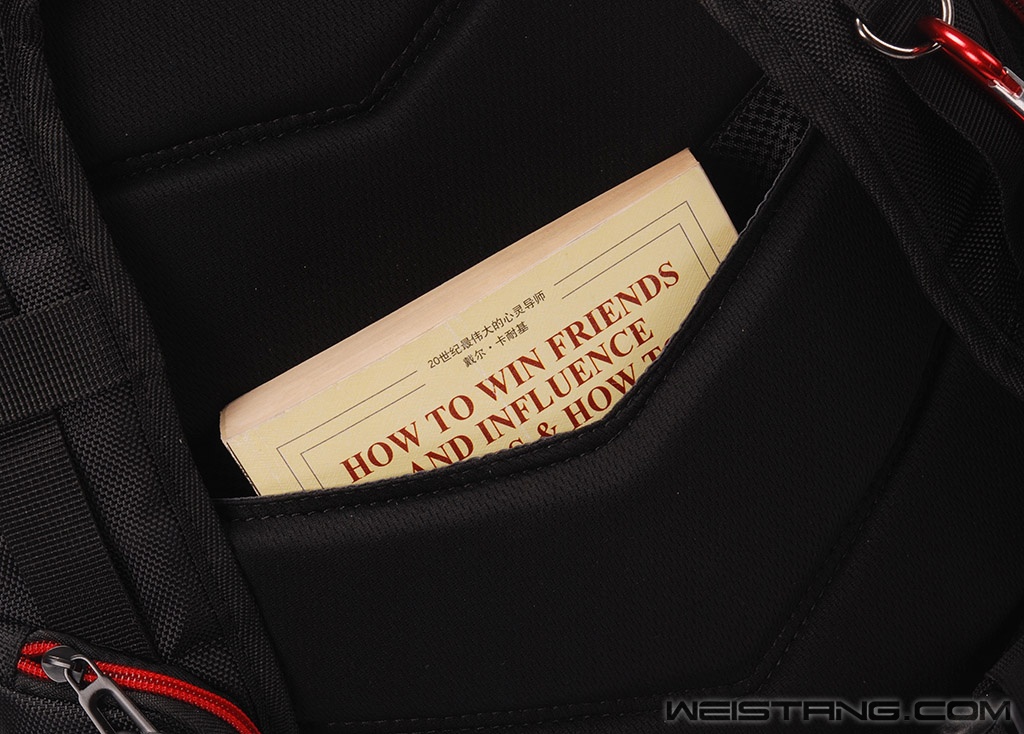 20世纪最伟大的心灵导师
戴尔·卡耐基
HOW TO WIN FRIENDS
AND INFLUENCE
& HOW
WEISTANG.COM